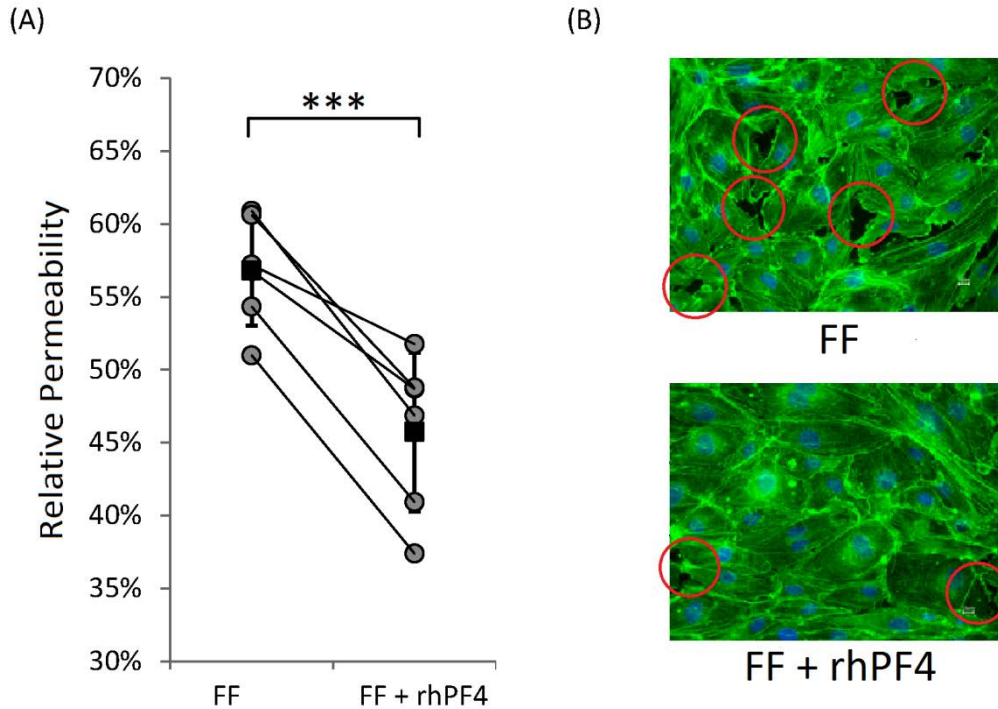 (A)
(B)
70%
65%
60%
55%
50%
45%
40%
35%
30%
Relative Permeability
***
FF
FF + rhPF4
FF
FF + rhPF4